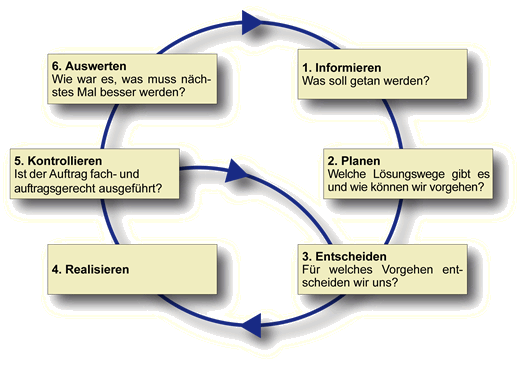 1. Informieren
Was soll getan werden?
2. Planen
Welche Lösungswege gibt es
und wie können wir vorgehen?
3. Entscheiden
Für welches Vorgehen ent-
scheiden wir uns?
4. Realisieren
5. Kontrollieren
Ist der Auftrag fach- und
auftragsgerecht ausgeführt?
6. Auswerten
Wie war es, was muss näch-
stes Mal besser werden?